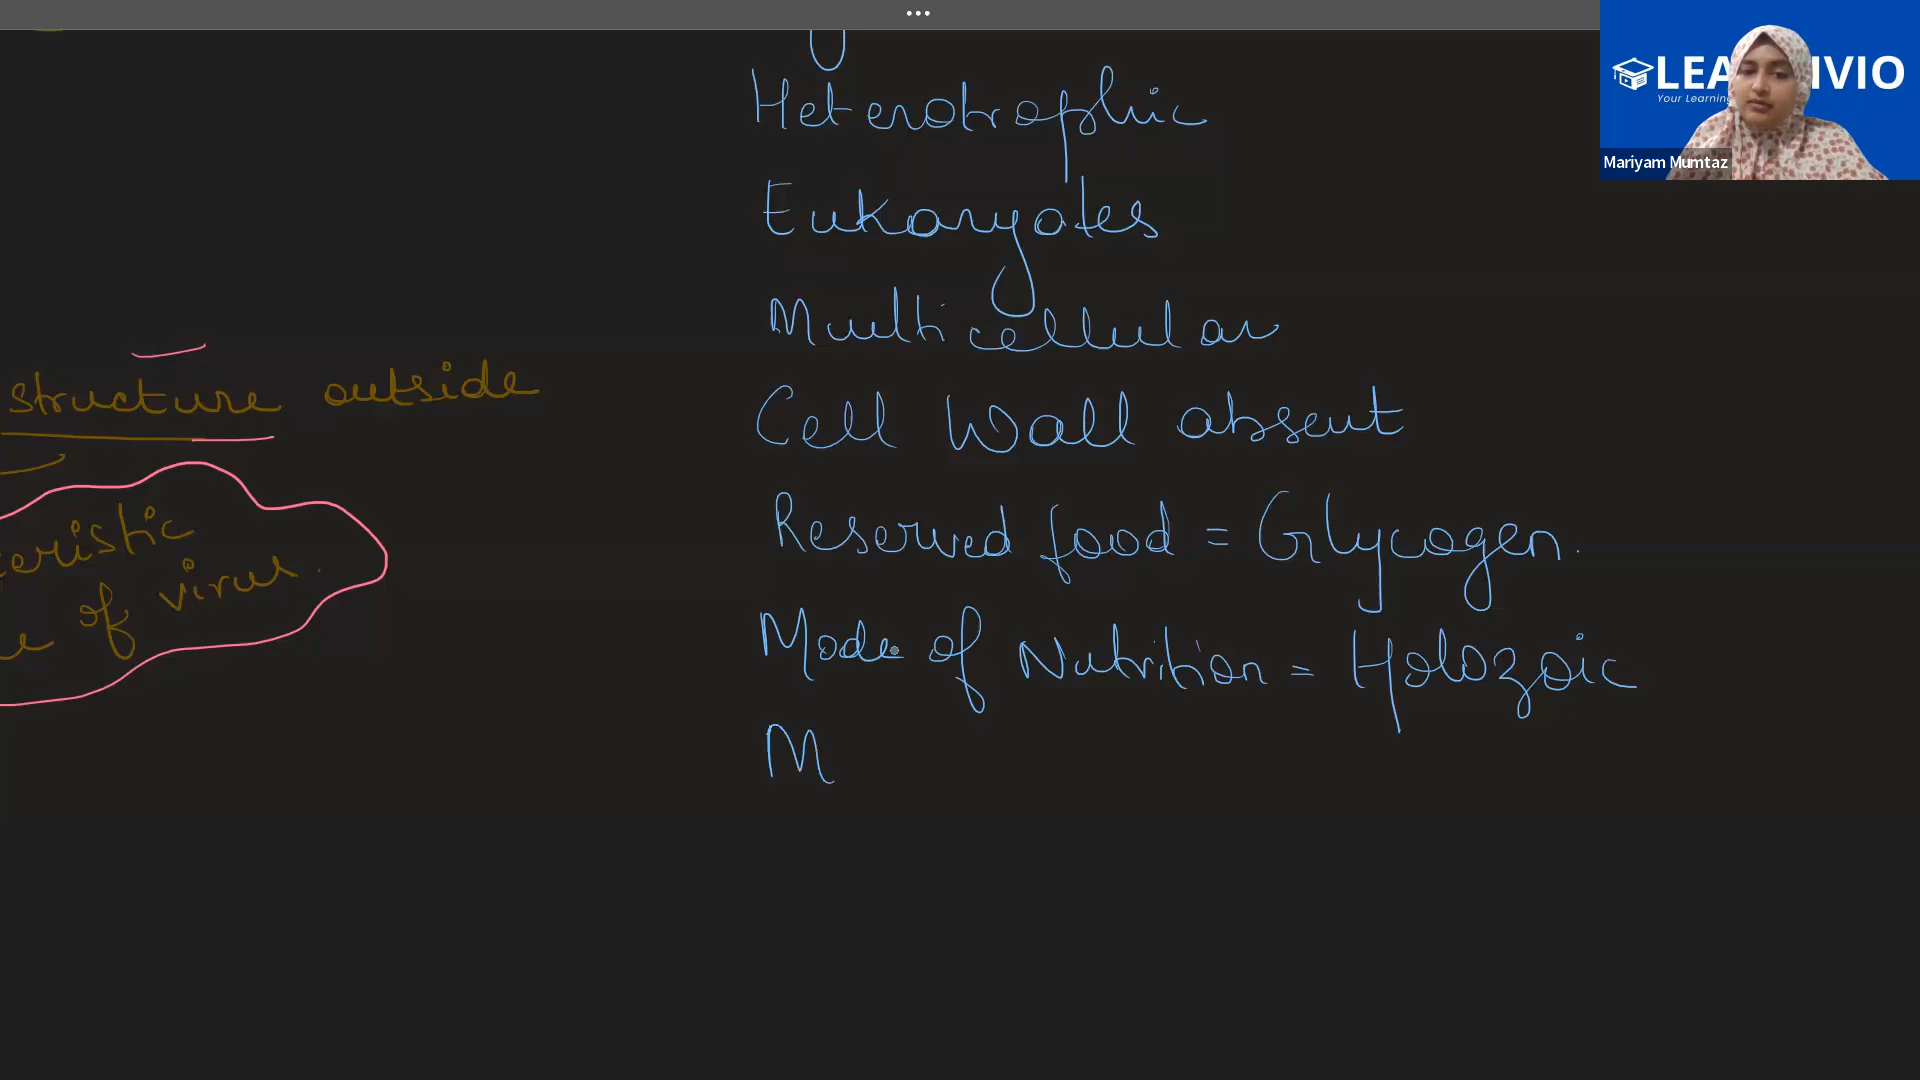 structure outside
eristic
of virus.
Heterotrophic
Eukaryotes
Multicellular
Cell Wall absent
Reserved food = Glycogen.
Mode of Nutrition = Holozoic
M
LEA IVIO
Your Learning
Mariyam Mumtaz